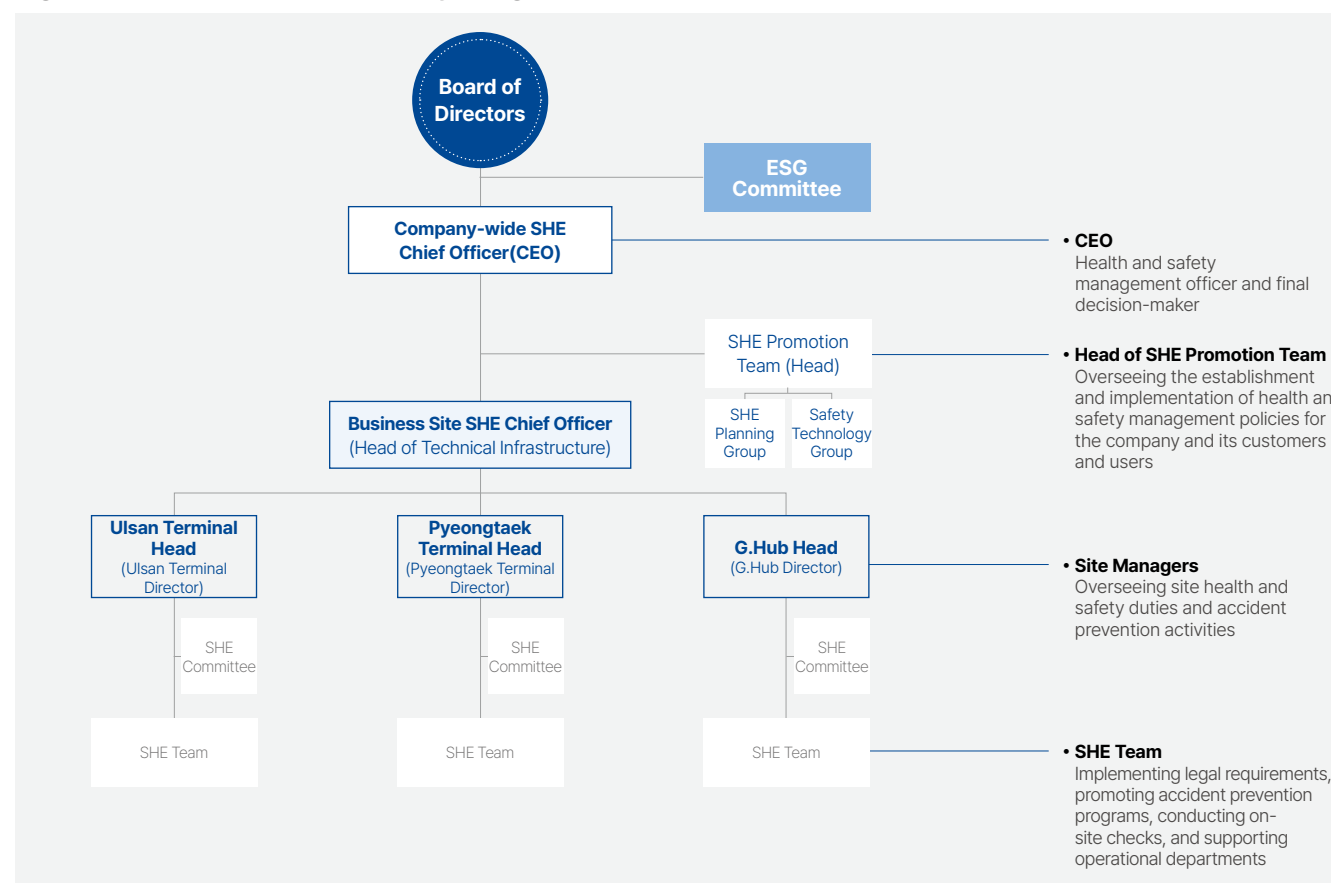 Board of
Directors
ESG
Committee
Company-wide SHE
Chief Officer(CEO)
• CEO
Health and safety
management officer and final
decision-maker
SHE Promotion
Team (Head)
• Head of SHE Promotion Team
Overseeing the establishment
and implementation of health
safety management policies for
the company and its customers
and users
SHE
Planning
Group
Safety
Technology
Group
Business Site SHE Chief Officer
(Head of Technical Infrastructure)
Ulsan Terminal
Head
(Ulsan Terminal
Director)
Pyeongtaek
Terminal Head
(Pyeongtaek Terminal
Director)
G.Hub Head
(G.Hub Director)
• Site Managers
Overseeing site health and
safety duties and accident
prevention activities
SHE
Committee
SHE
Committee
SHE
Committee
SHE Team
SHE Team
SHE Team
• SHE Team
Implementing legal requirements,
promoting accident prevention
programs, conducting on-
site checks, and supporting
operational departments